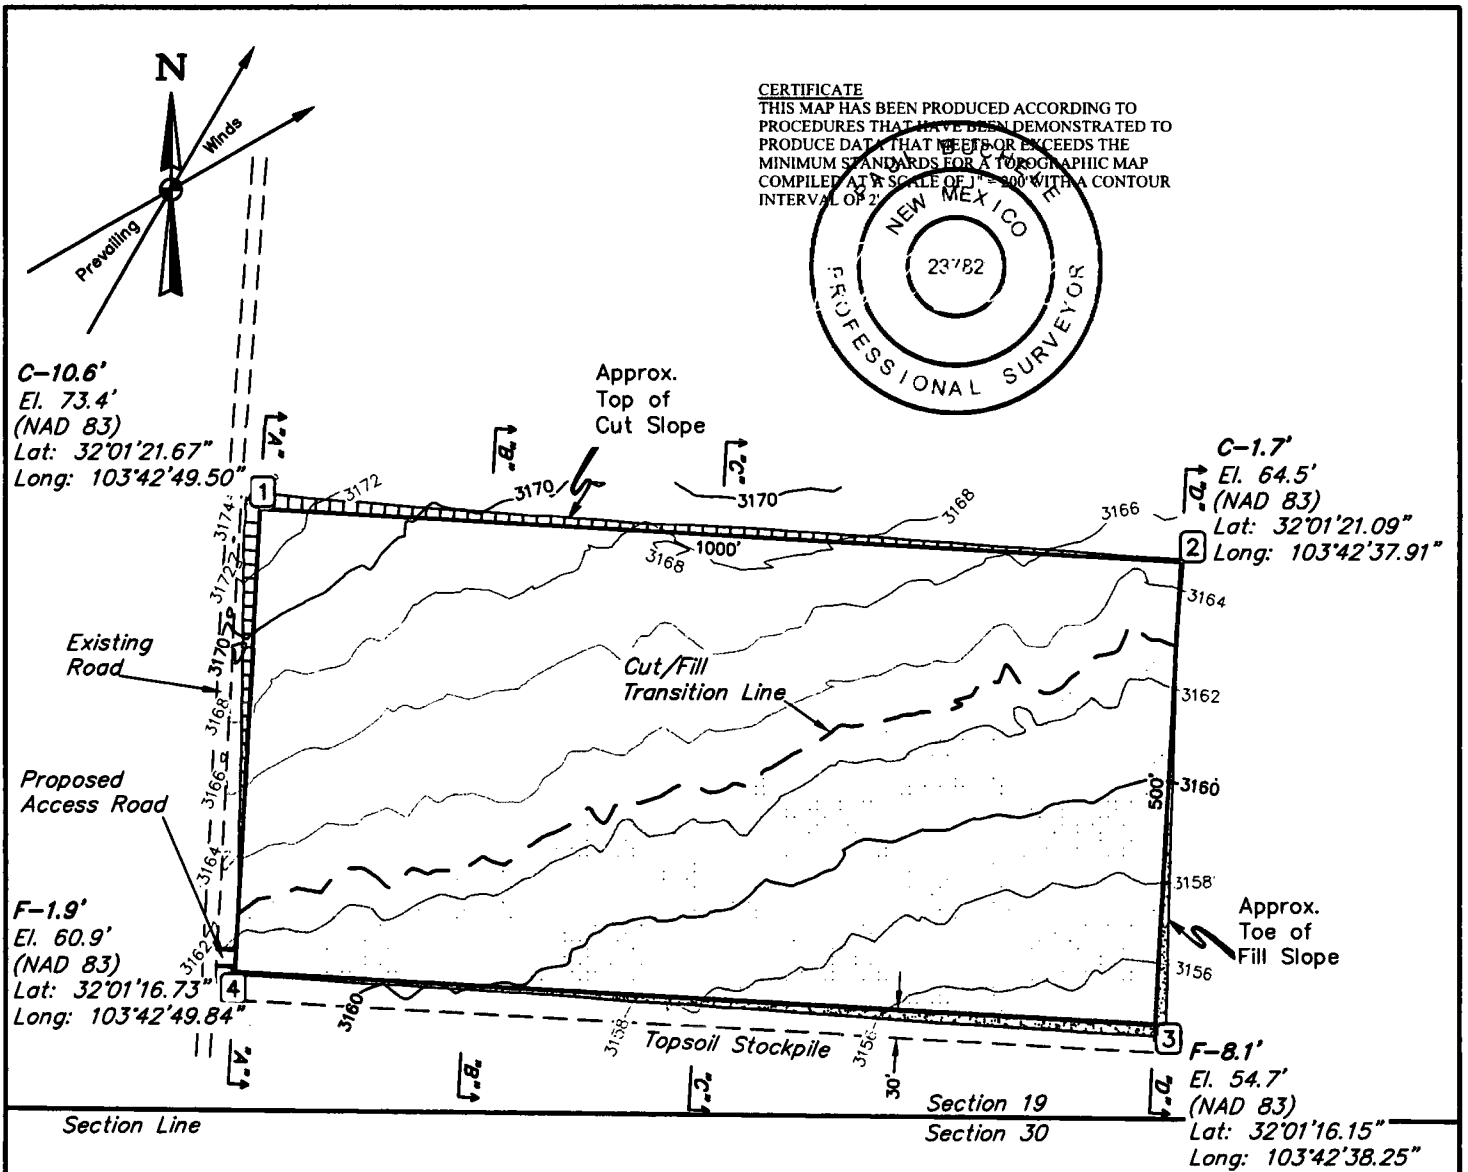 N
Winds
Prevailing
CERTIFICATE
THIS MAP HAS BEEN PRODUCED ACCORDING TO
PROCEDURES THAT HAVE BEEN DEMONSTRATED TO
PRODUCE DATA THAT MEETS OR EXCEEDS THE
MINIMUM STANDARDS FOR A TOPOGRAPHIC MAP
COMPILED AT A SCALE OF 1" = 200' WITH A CONTOUR
INTERVAL OF 2'.
PAUL
NEW MEXICO
23782
PROFESSIONAL SURVEYOR
C-10.6'
El. 73.4'
(NAD 83)
Lat: 32°01'21.67"
Long: 103°42'49.50"
Approx.
Top of
Cut Slope
C-1.7'
El. 64.5'
(NAD 83)
Lat: 32°01'21.09"
Long: 103°42'37.91"
"A"
"B"
"C"
"D"
1
3172
3170
3170
3168
3166
2
3174
3172
3168
1000'
3164
Existing
Road
3170
3168
Cut/Fill
Transition Line
3162
Proposed
Access Road
3166
3164
500'
3160
3158
Approx.
Toe of
Fill Slope
3156
F-1.9'
El. 60.9'
(NAD 83)
Lat: 32°01'16.73"
Long: 103°42'49.84"
3162
4
3160
3158
Topsoil Stockpile
3156
30'
3
F-8.1'
El. 54.7'
(NAD 83)
Lat: 32°01'16.15"
Long: 103°42'38.25"
"A"
"B"
"C"
"D"
Section Line
Section 19
Section 30